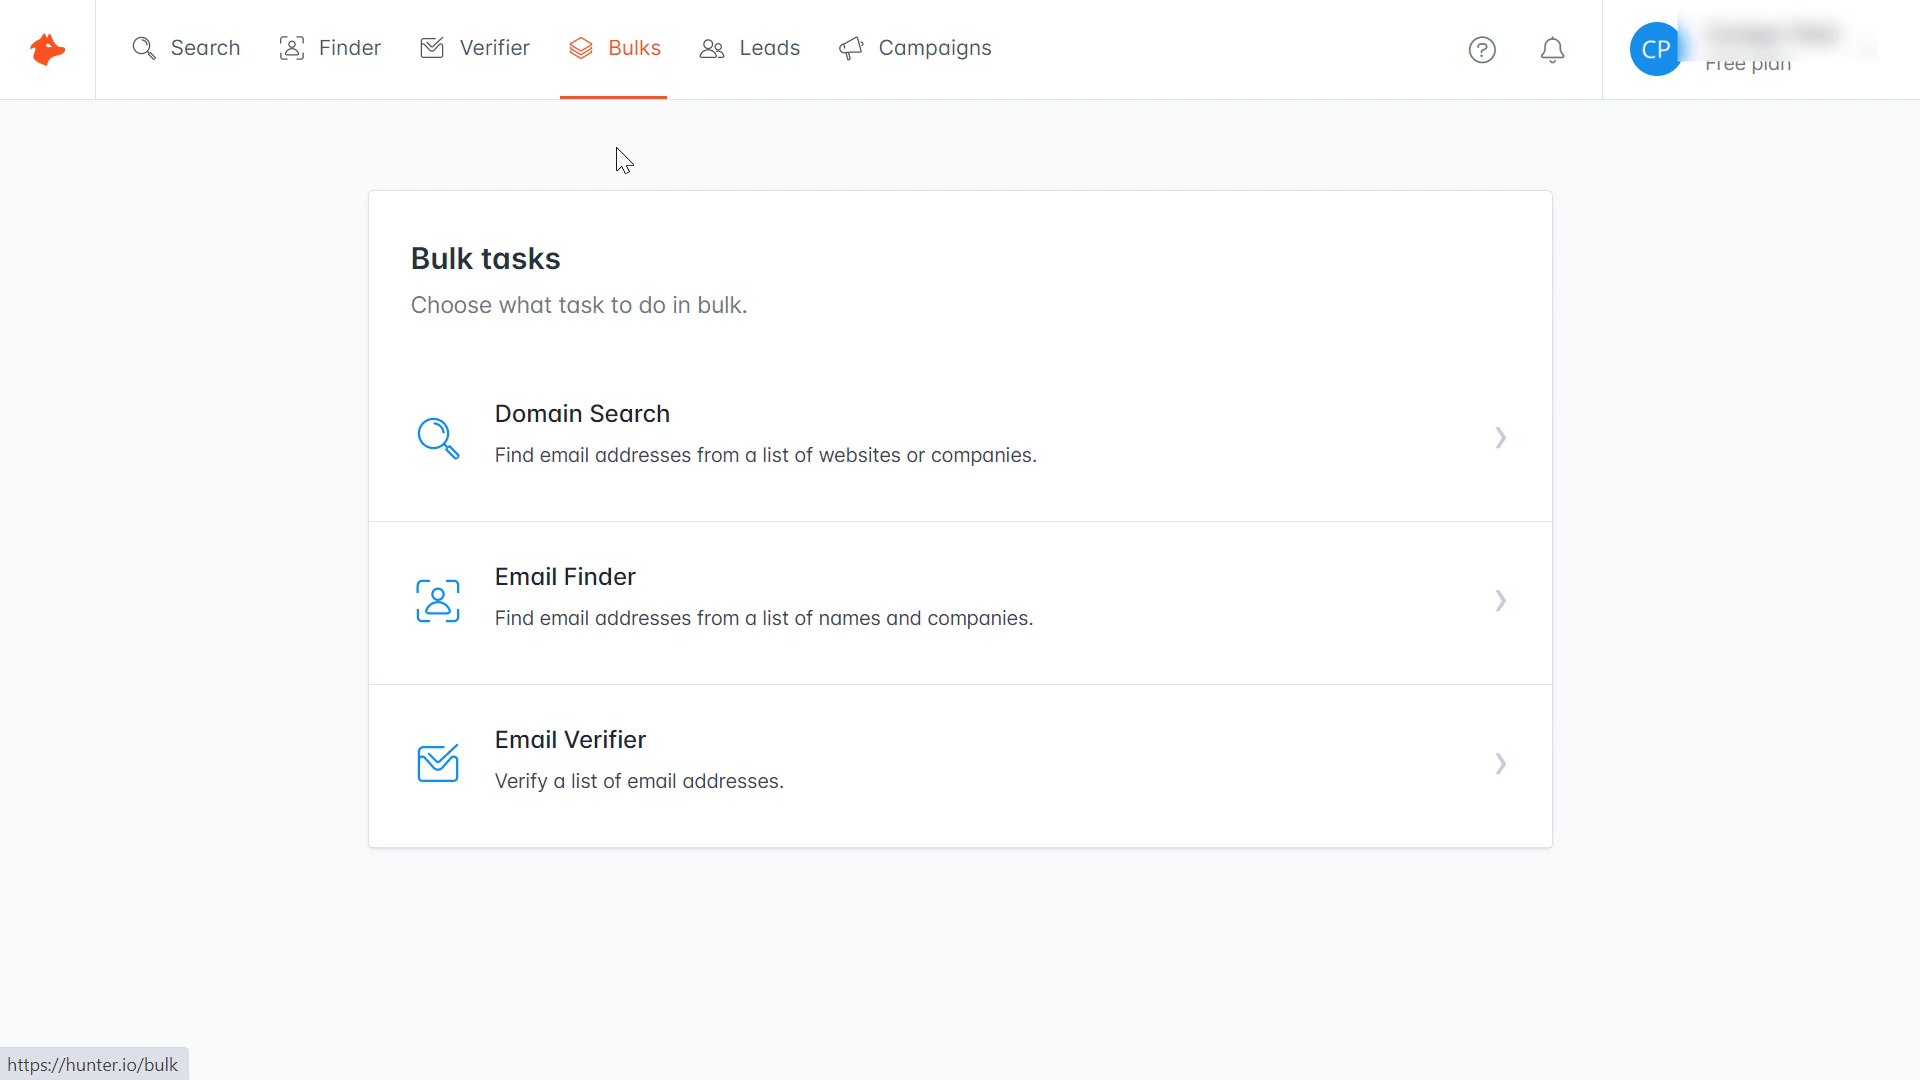 Search
Finder
Verifier
Bulks
Leads
Campaigns
CP
Free plan
Bulk tasks
Choose what task to do in bulk.
Domain Search
Find email addresses from a list of websites or companies.
Email Finder
Find email addresses from a list of names and companies.
Email Verifier
Verify a list of email addresses.
https://hunter.io/bulk